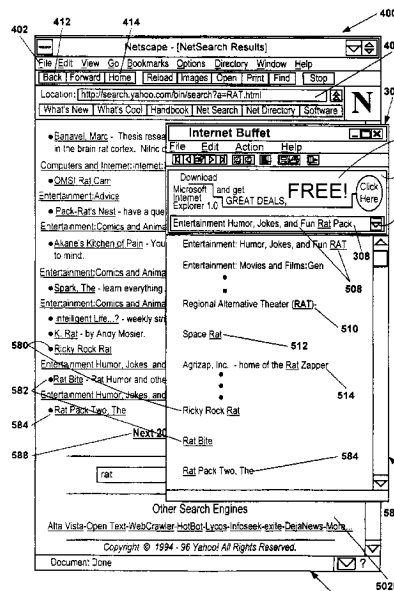 400
412
414
402
Netscape - [NetSearch Results]
File Edit View Go Bookmarks Options Directory Window Help
Back Forward Home Reload Images Open Print Find Stop
40
Location: http://search.yahoo.com/bin/search?a=RAT.html
What's New What's Cool Handbook Net Search Net Directory Software
N
30
Internet Buffet
File Edit Action Help
Download
Microsoft Internet Explorer 1.0
and get
GREAT DEALS,
FREE!
Click Here
Entertainment Humor, Jokes, and Fun Rat Pack
308
Banavel, Marc - Thesis resea
in the brain rat cortex. Nitric o
Computers and Internet:Internet:
OMS! Rat Carr
Entertainment:Advice
Pack-Rat's Nest - have a que
Entertainment:Comics and Anima
Akane's Kitchen of Pain - You
to mind.
Entertainment:Comics and Anima
Spark, The - learn everything
Entertainment:Comics and Anima
Intelligent Life...? - weekly stri
K. Rat - by Andy Mosier.
580
Ricky Rock Rat
Entertainment Humor, Jokes, and
582
Rat Bite - Rat Humor and othe
Entertainment Humor, Jokes, and
584
Rat Pack Two, The
588
Next 20
rat
Entertainment: Humor, Jokes, and Fun RAT
508
Entertainment: Movies and Films:Gen
Regional Alternative Theater (RAT)-
510
Space Rat
512
Agrizap, Inc. - home of the Rat Zapper
514
Ricky Rock Rat
Rat Bite
584
Rat Pack Two, The
58
Other Search Engines
Alta Vista-Open Text-WebCrawler-HotBot-Lycos-Infoseek-exite-DejaNews-More...
Copyright © 1994 - 96 Yahoo! All Rights Reserved.
Document Done
?
502